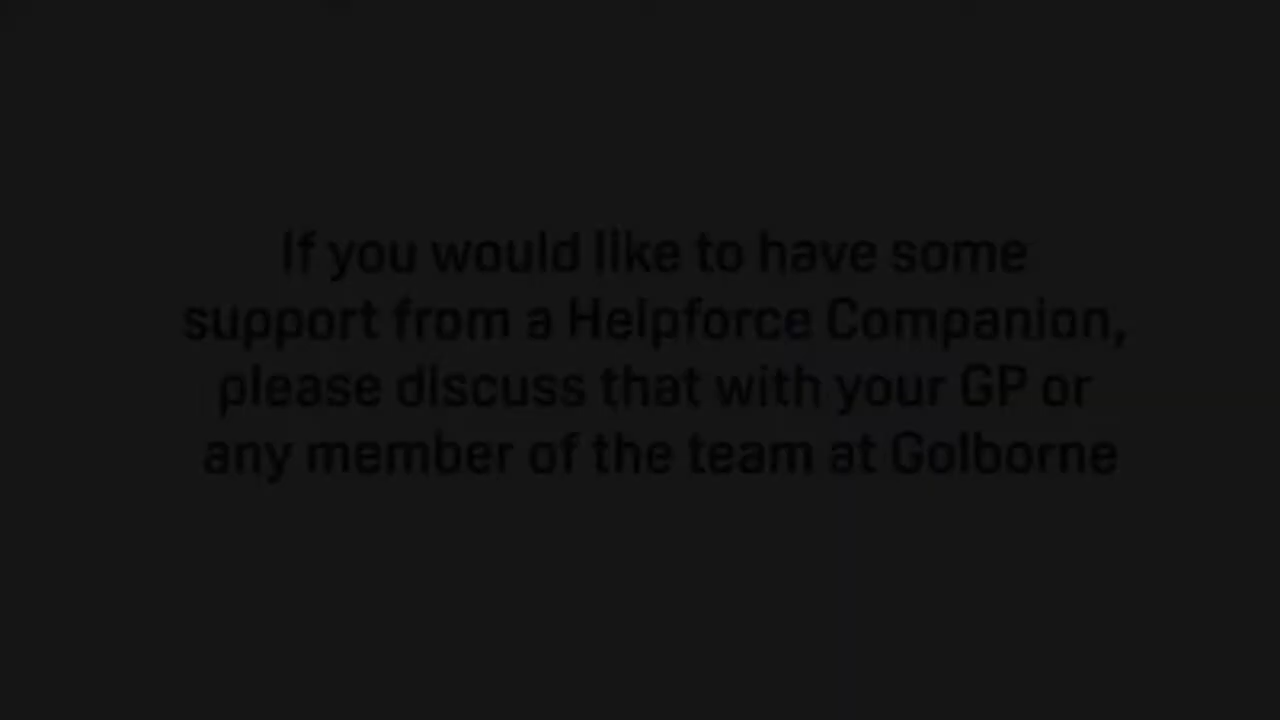 If you would like to have some
support from a Helpforce Companion,
please discuss that with your GP or
any member of the team at Golborne